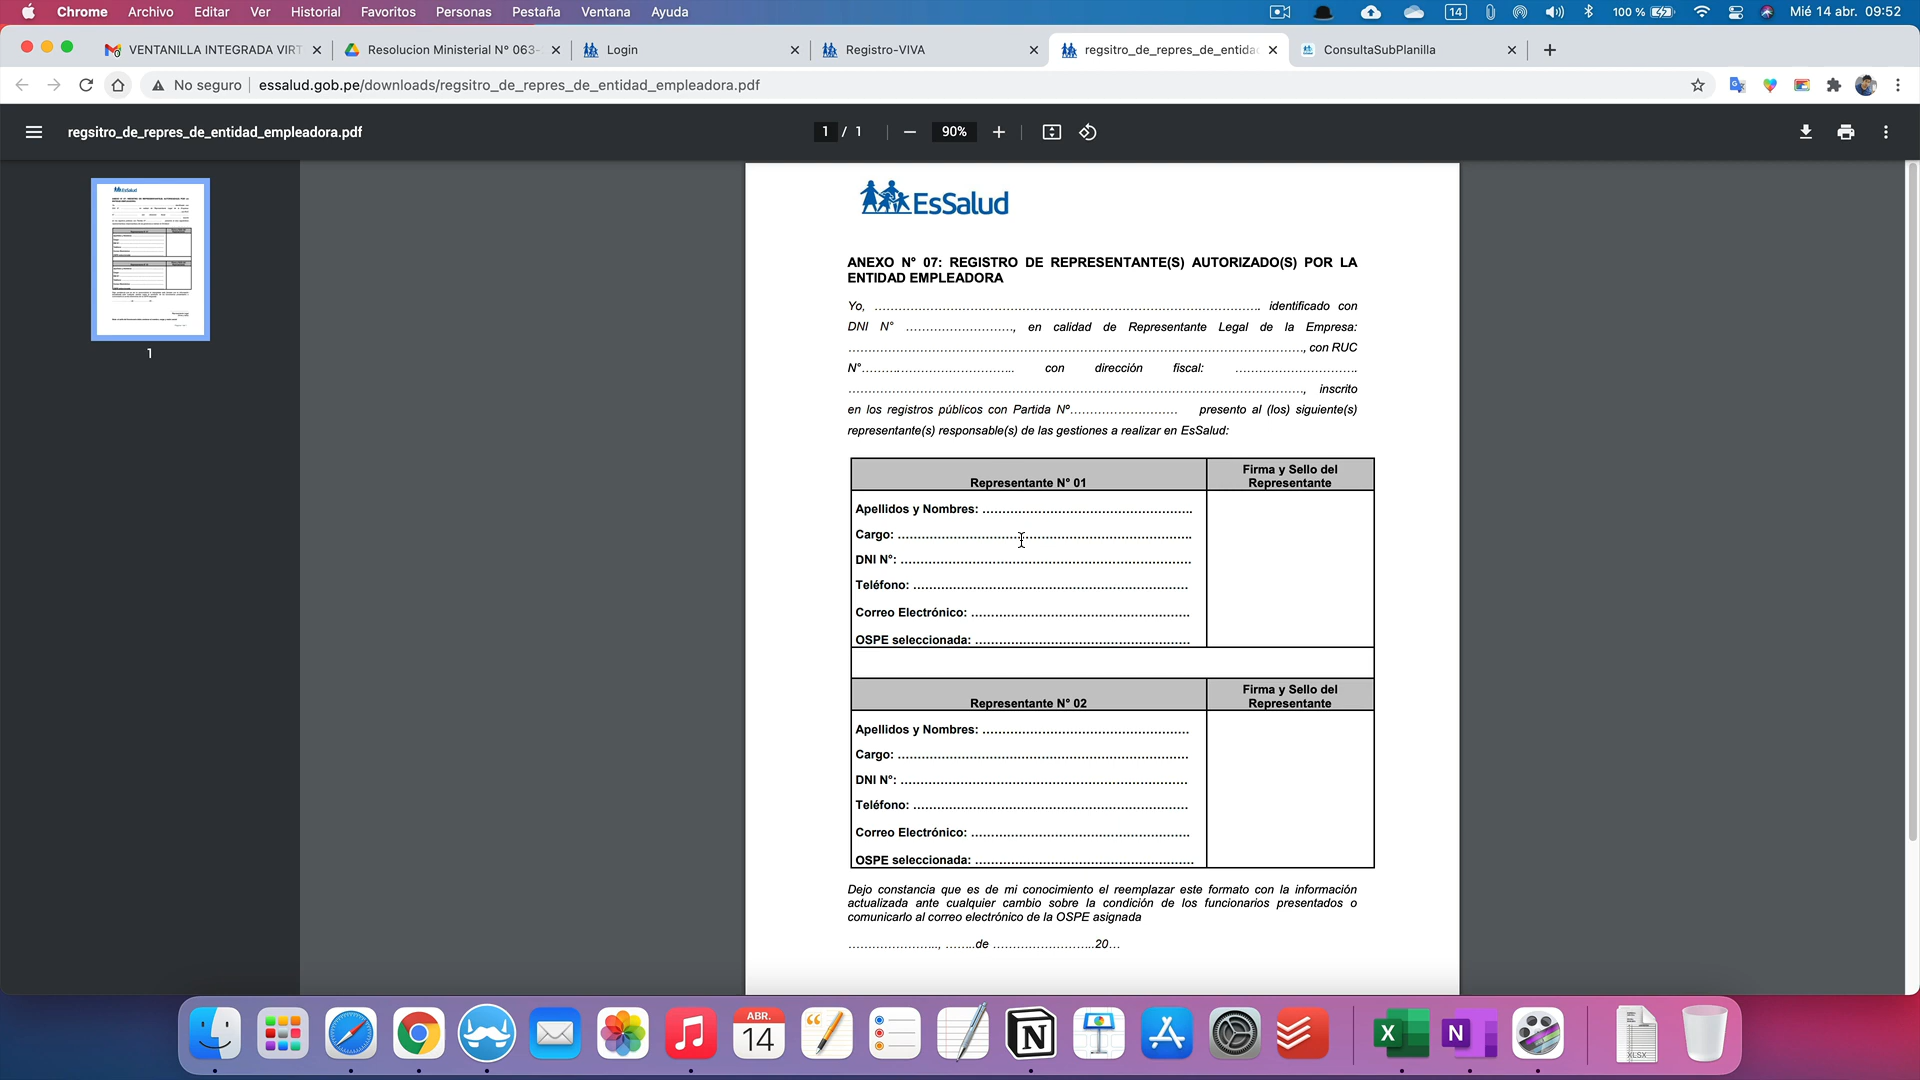 Chrome Archivo Editar Ver Historial Favoritos Personas Pestaña Ventana Ayuda 14 100 % Mié 14 abr. 09:52
VENTANILLA INTEGRADA VIRT Resolucion Ministerial N° 063- Login Registro-VIVA regsitro_de_repres_de_entida ConsultaSubPlanilla
No seguro essalud.gob.pe/downloads/regsitro_de_repres_de_entidad_empleadora.pdf
regsitro_de_repres_de_entidad_empleadora.pdf 1 / 1 90%
1
EsSalud
ANEXO N° 07: REGISTRO DE REPRESENTANTE(S) AUTORIZADO(S) POR LA
ENTIDAD EMPLEADORA
Yo, ……………………………………………………………………………………. identificado con
DNI N° ………………………, en calidad de Representante Legal de la Empresa:
……………………………………………………………………………………………………, con RUC
N°……….……………………….. con dirección fiscal: ………………………….
……………………………………………………………………………………………………, inscrito
en los registros públicos con Partida Nº……………………… presento al (los) siguiente(s)
representante(s) responsable(s) de las gestiones a realizar en EsSalud:
Representante N° 01
Firma y Sello del
Representante
Apellidos y Nombres: ……………………………………………..
Cargo: ………………………………………………………………..
DNI N°: ……………………………………………………………….
Teléfono: ……………………………………………………………
Correo Electrónico: ……………………………………………….
OSPE seleccionada: ………………………………………………
Representante N° 02
Firma y Sello del
Representante
Apellidos y Nombres: …………………………………………….
Cargo: ……………………………………………………………….
DNI N°: ………………………………………………………………
Teléfono: ……………………………………………………………
Correo Electrónico: ……………………………………………….
OSPE seleccionada: ……………………………………………….
Dejo constancia que es de mi conocimiento el reemplazar este formato con la información
actualizada ante cualquier cambio sobre la condición de los funcionarios presentados o
comunicarlo al correo electrónico de la OSPE asignada
………………….., ……..de ……………………..20…
ABR.
14
XLSX